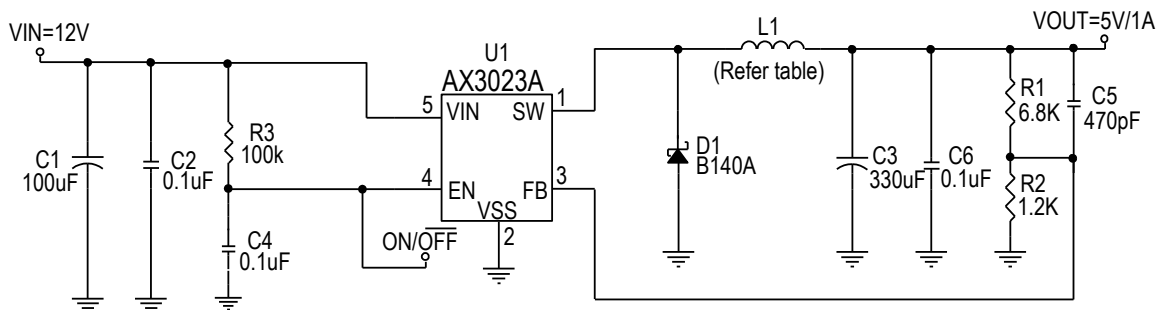 VIN=12V
VOUT=5V/1A
U1
AX3023A
L1
(Refer table)
5
VIN
SW
1
R1
6.8K
C5
470pF
R3
100k
D1
B140A
C1
100uF
C2
0.1uF
C3
330uF
C6
0.1uF
4
EN
FB
3
R2
1.2K
VSS
2
C4
0.1uF
ON/OFF